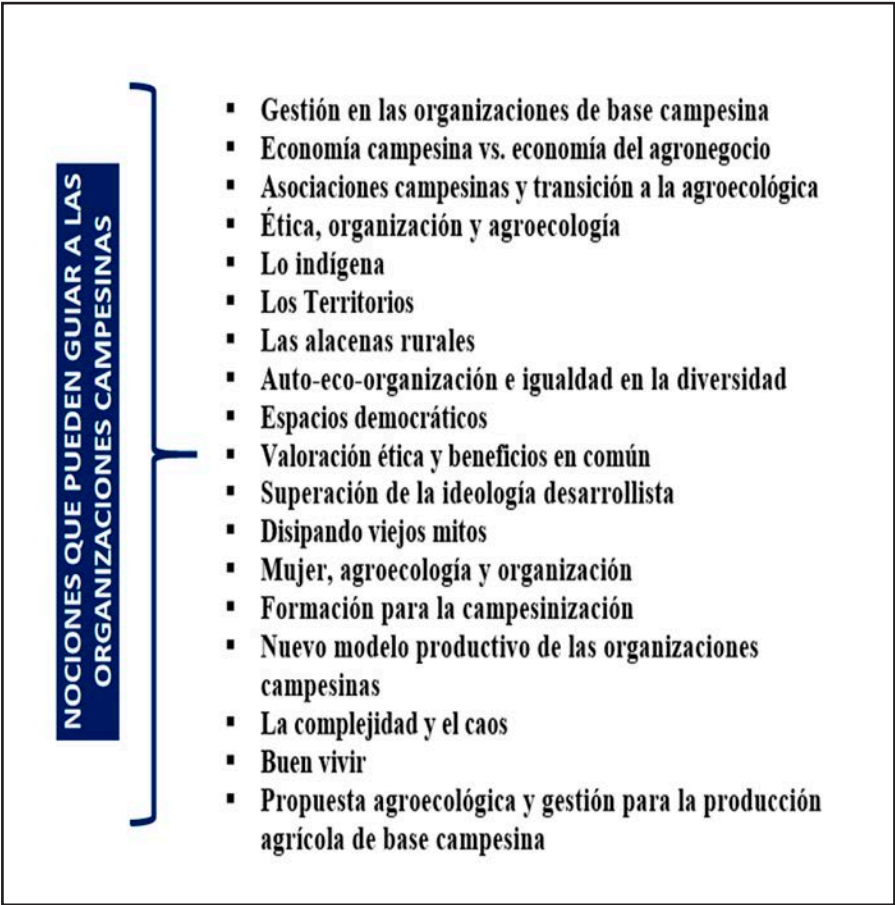 NOCIONES QUE PUEDEN GUIAR A LAS
ORGANIZACIONES CAMPESINAS
▪ Gestión en las organizaciones de base campesina
▪ Economía campesina vs. economía del agronegocio
▪ Asociaciones campesinas y transición a la agroecológica
▪ Ética, organización y agroecología
▪ Lo indígena
▪ Los Territorios
▪ Las alacenas rurales
▪ Auto-eco-organización e igualdad en la diversidad
▪ Espacios democráticos
▪ Valoración ética y beneficios en común
▪ Superación de la ideología desarrollista
▪ Disipando viejos mitos
▪ Mujer, agroecología y organización
▪ Formación para la campesinización
▪ Nuevo modelo productivo de las organizaciones
campesinas
▪ La complejidad y el caos
▪ Buen vivir
▪ Propuesta agroecológica y gestión para la producción
agrícola de base campesina